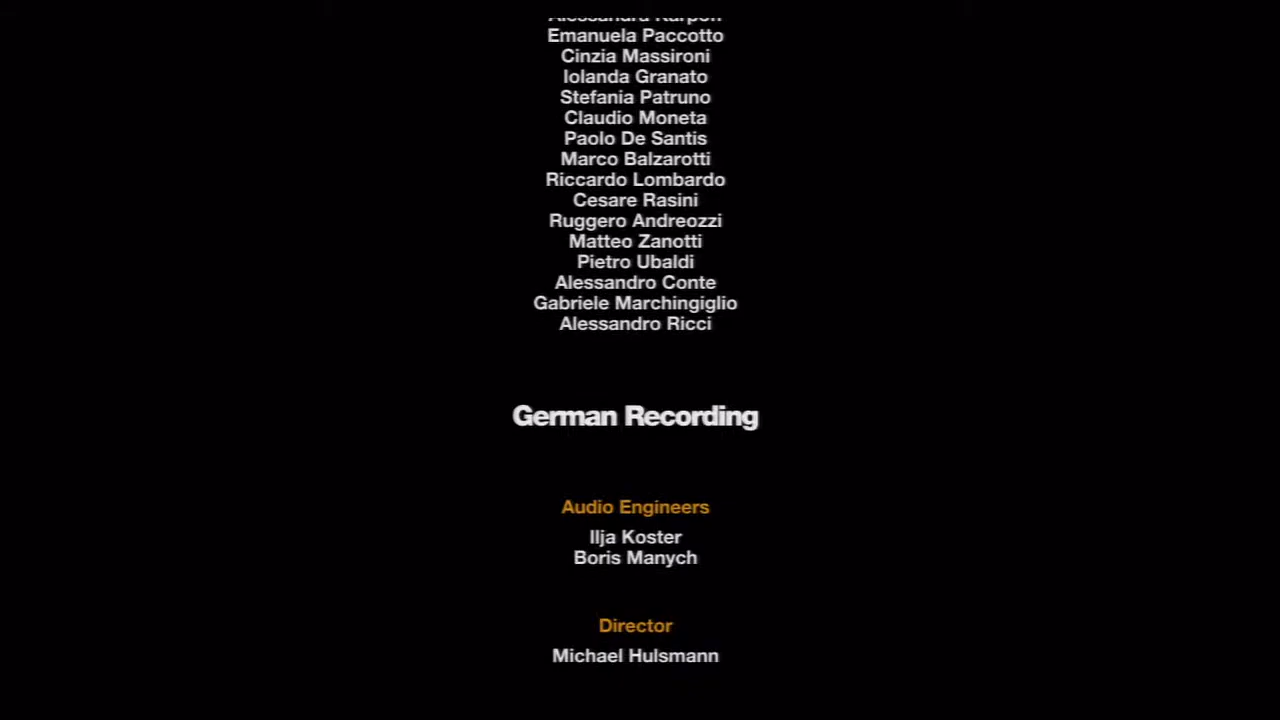 Emanuela Paccotto
Cinzia Massironi
Iolanda Granato
Stefania Patruno
Claudio Moneta
Paolo De Santis
Marco Balzarotti
Riccardo Lombardo
Cesare Rasini
Ruggero Andreozzi
Matteo Zanotti
Pietro Ubaldi
Alessandro Conte
Gabriele Marchingiglio
Alessandro Ricci
German Recording
Audio Engineers
Ilja Koster
Boris Manych
Director
Michael Hulsmann